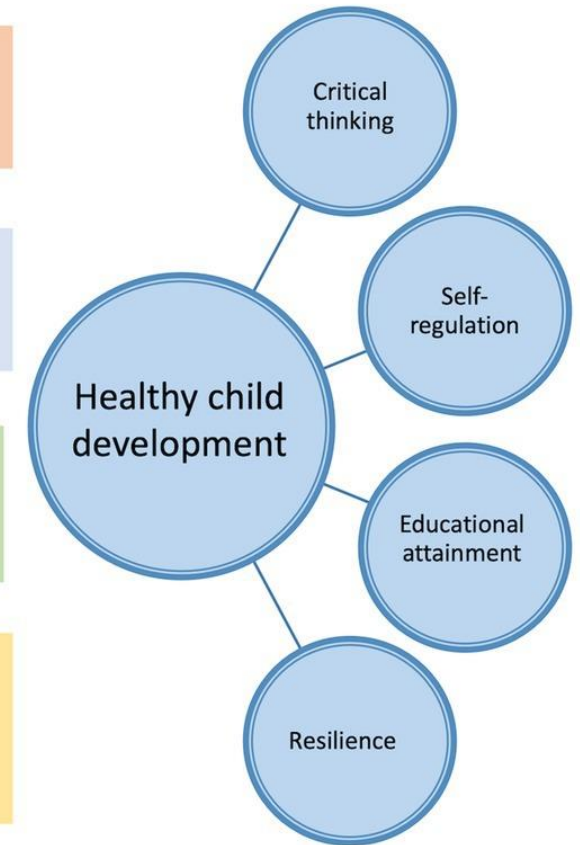 Critical
thinking
Self-
regulation
Healthy child
development
Educational
attainment
Resilience